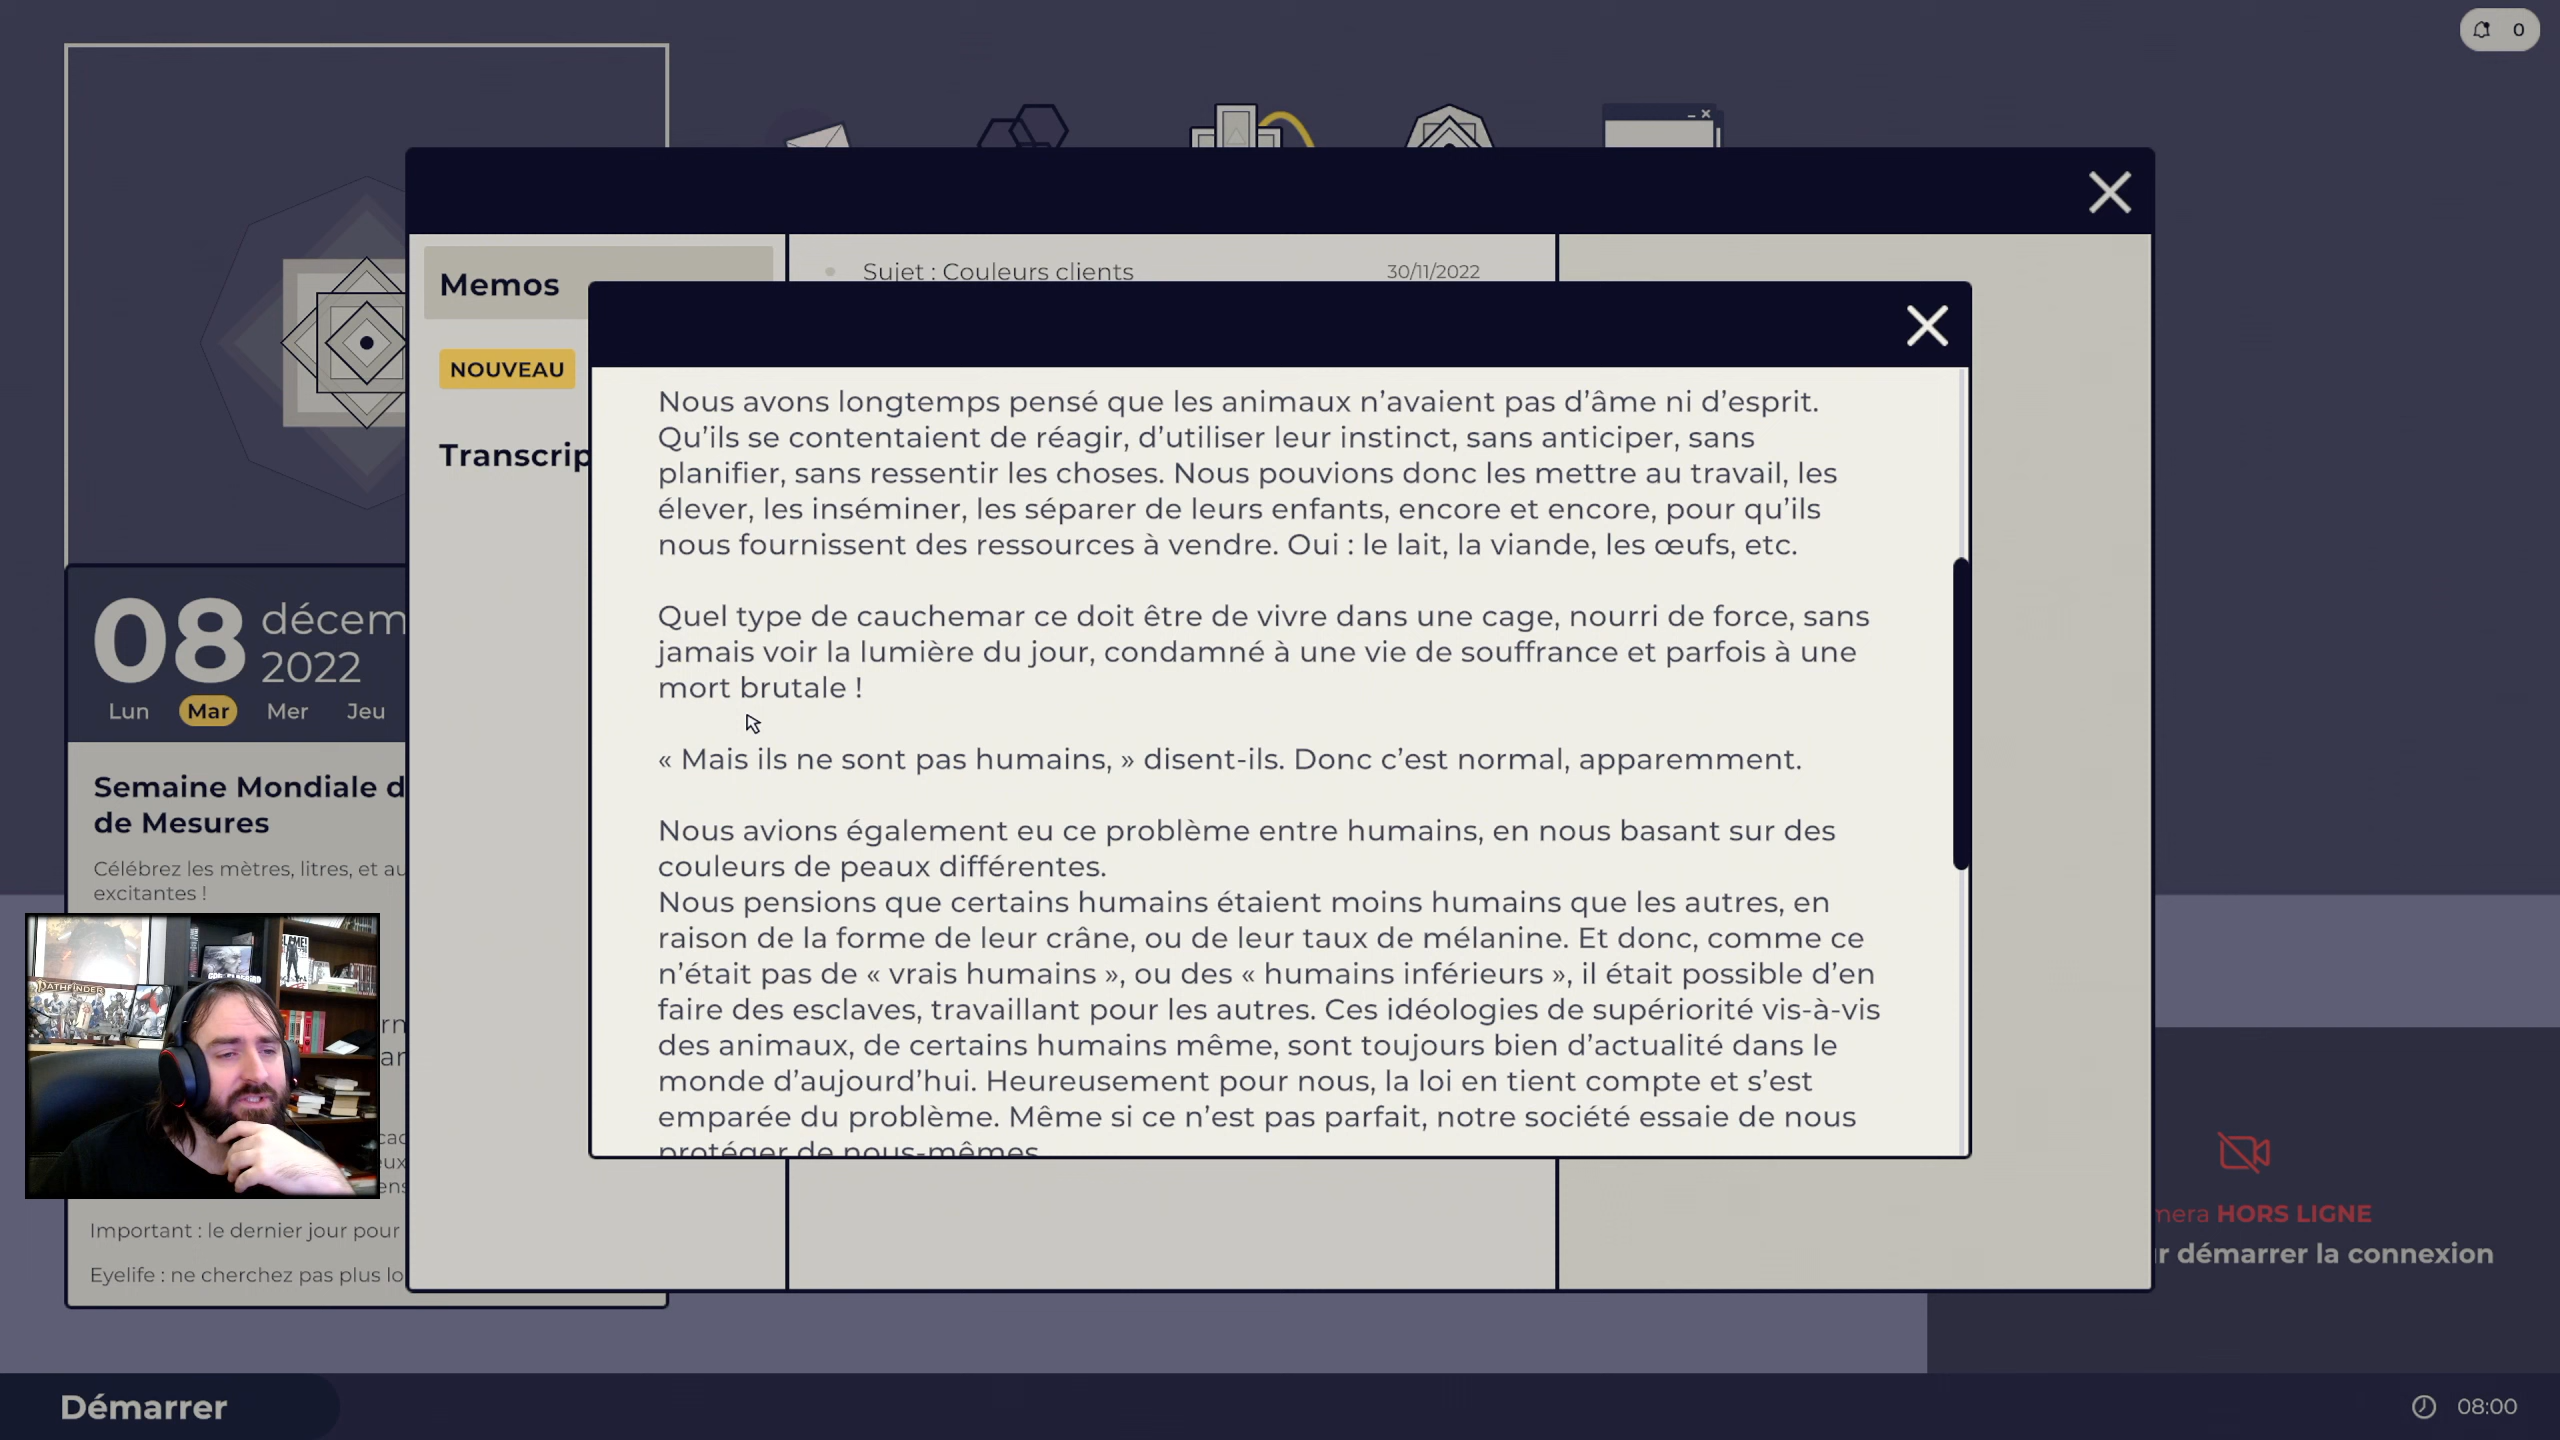 0
Sujet : Couleurs clients
30/11/2022
Memos
NOUVEAU
Transcrip
Nous avons longtemps pensé que les animaux n’avaient pas d’âme ni d’esprit.
Qu’ils se contentaient de réagir, d’utiliser leur instinct, sans anticiper, sans
planifier, sans ressentir les choses. Nous pouvions donc les mettre au travail, les
élever, les inséminer, les séparer de leurs enfants, encore et encore, pour qu’ils
nous fournissent des ressources à vendre. Oui : le lait, la viande, les œufs, etc.
Quel type de cauchemar ce doit être de vivre dans une cage, nourri de force, sans
jamais voir la lumière du jour, condamné à une vie de souffrance et parfois à une
mort brutale !
« Mais ils ne sont pas humains, » disent-ils. Donc c’est normal, apparemment.
Nous avions également eu ce problème entre humains, en nous basant sur des
couleurs de peaux différentes.
Nous pensions que certains humains étaient moins humains que les autres, en
raison de la forme de leur crâne, ou de leur taux de mélanine. Et donc, comme ce
n’était pas de « vrais humains », ou des « humains inférieurs », il était possible d’en
faire des esclaves, travaillant pour les autres. Ces idéologies de supériorité vis-à-vis
des animaux, de certains humains même, sont toujours bien d’actualité dans le
monde d’aujourd’hui. Heureusement pour nous, la loi en tient compte et s’est
emparée du problème. Même si ce n’est pas parfait, notre société essaie de nous
protéger de nous-mêmes.
08 décem
2022
Lun Mar Mer Jeu
Semaine Mondiale d
de Mesures
Célébrez les mètres, litres, et au
excitantes !
PATHFINDER
Important : le dernier jour pour
Eyelife : ne cherchez pas plus lo
mera HORS LIGNE
r démarrer la connexion
Démarrer
08:00